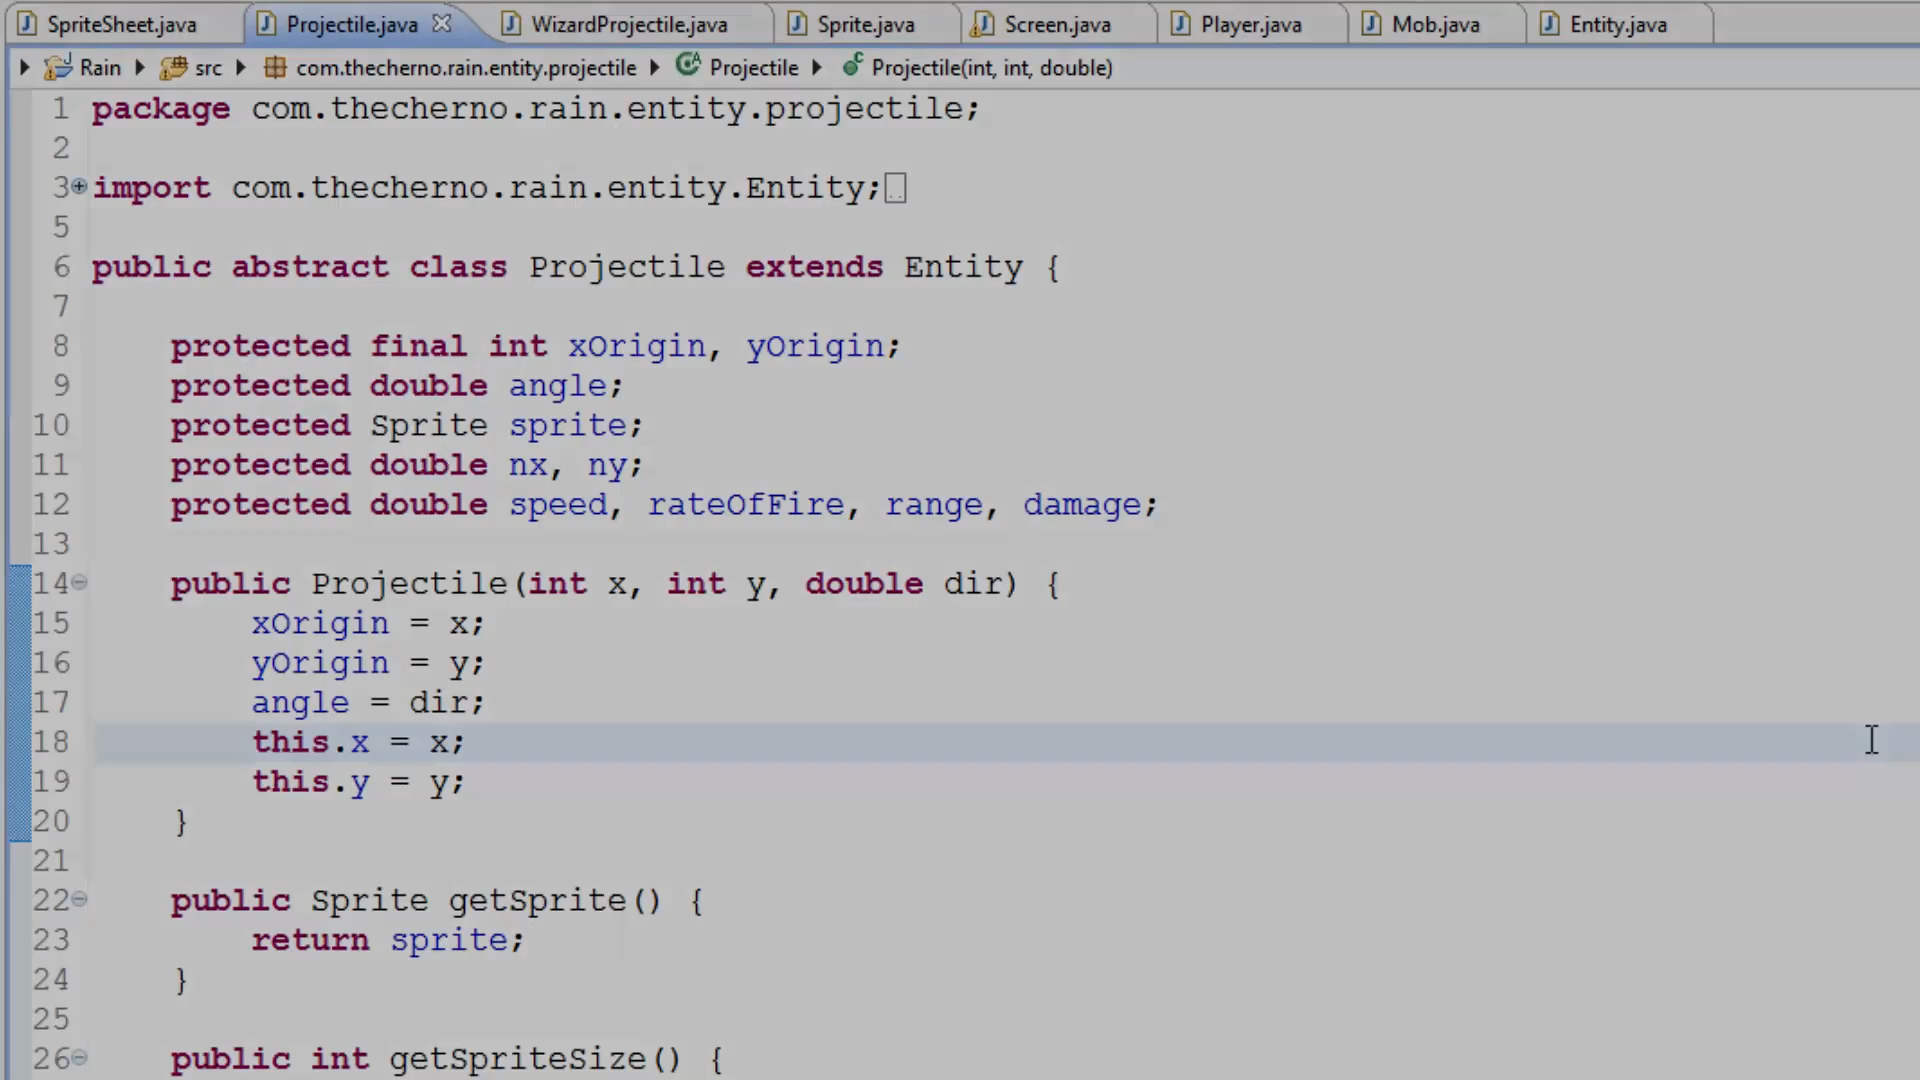 SpriteSheet.java Projectile.java WizardProjectile.java Sprite.java Screen.java Player.java Mob.java Entity.java
Rain src com.thecherno.rain.entity.projectile Projectile Projectile(int, int, double)
1 package com.thecherno.rain.entity.projectile;
2
3 import com.thecherno.rain.entity.Entity;
5
6 public abstract class Projectile extends Entity {
7
8 protected final int xOrigin, yOrigin;
9 protected double angle;
10 protected Sprite sprite;
11 protected double nx, ny;
12 protected double speed, rateOfFire, range, damage;
13
14 public Projectile(int x, int y, double dir) {
15 xOrigin = x;
16 yOrigin = y;
17 angle = dir;
18 this.x = x;
19 this.y = y;
20 }
21
22 public Sprite getSprite() {
23 return sprite;
24 }
25
26 public int getSpriteSize() {